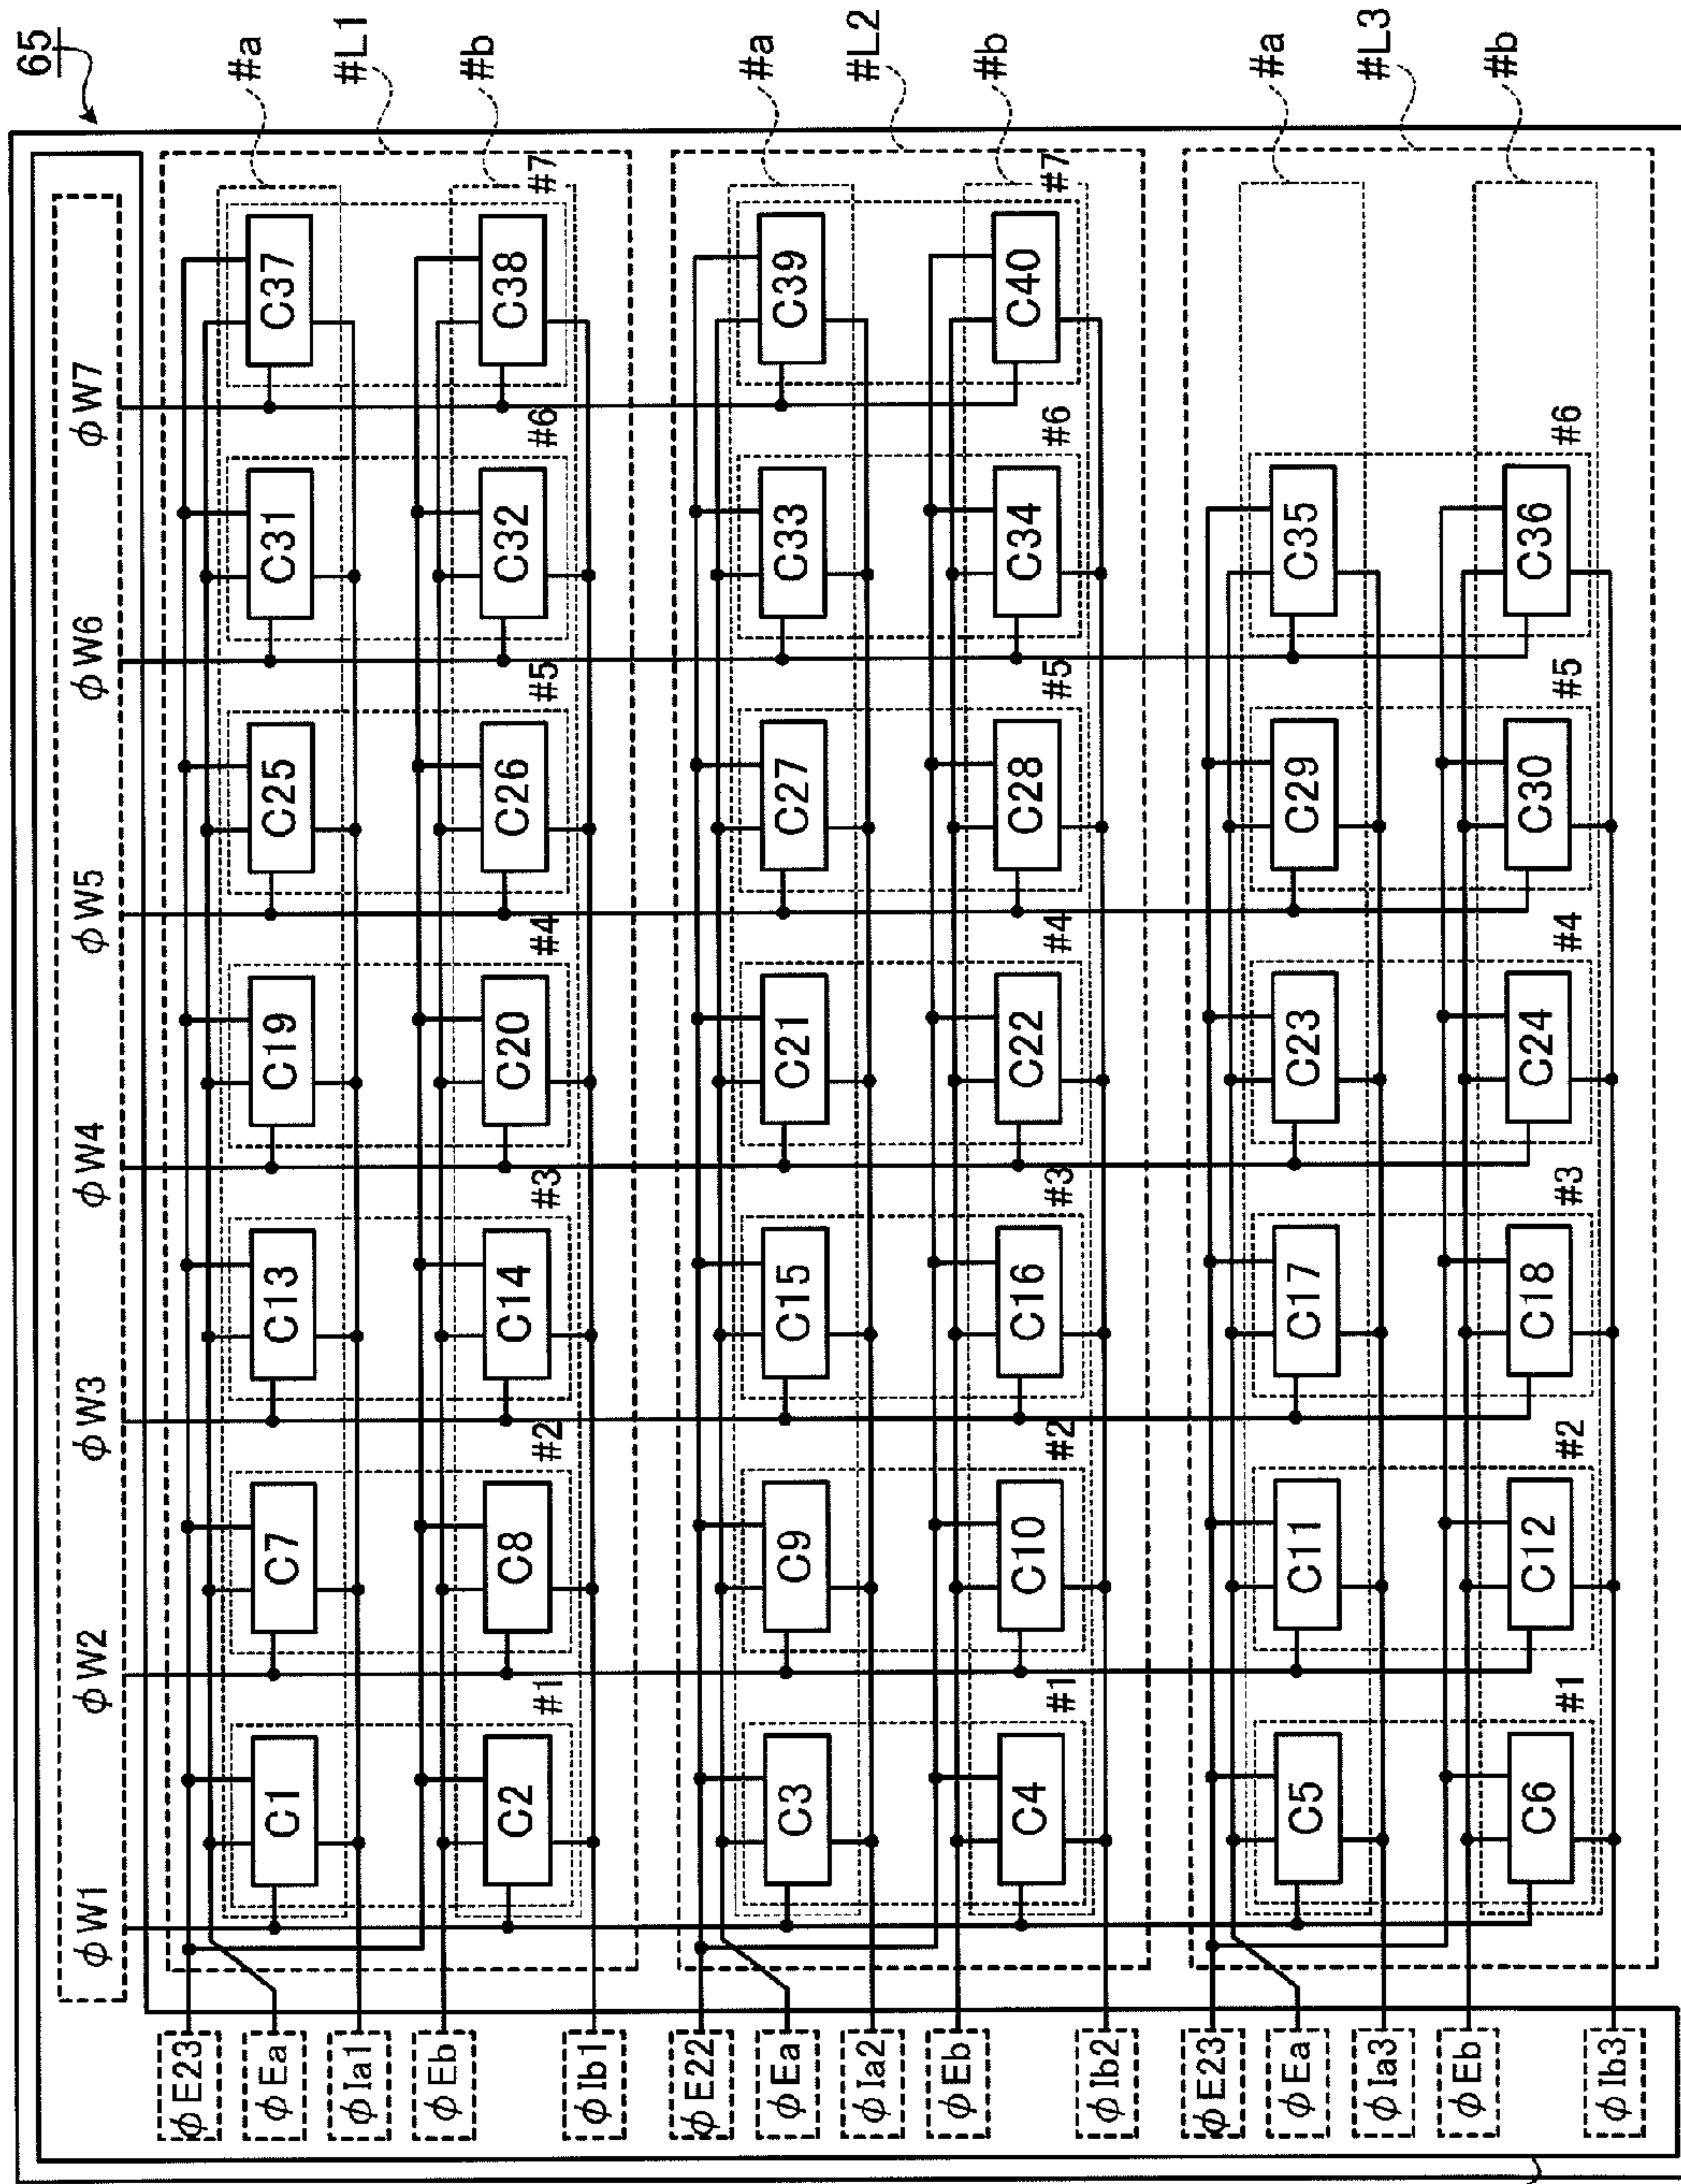 65
φW1 φW2 φW3 φW4 φW5 φW6 φW7
#a
#L1
#b
φE23
φEa
φIa1
φEb
φIb1
C1 C7 C13 C19 C25 C31 C37
C2 C8 C14 C20 C26 C32 C38
#1 #2 #3 #4 #5 #6 #7
#a
#L2
#b
φE22
φEa
φIa2
φEb
φIb2
C3 C9 C15 C21 C27 C33 C39
C4 C10 C16 C22 C28 C34 C40
#1 #2 #3 #4 #5 #6 #7
#a
#L3
#b
φE23
φEa
φIa3
φEb
φIb3
C5 C11 C17 C23 C29 C35
C6 C12 C18 C24 C30 C36
#1 #2 #3 #4 #5 #6